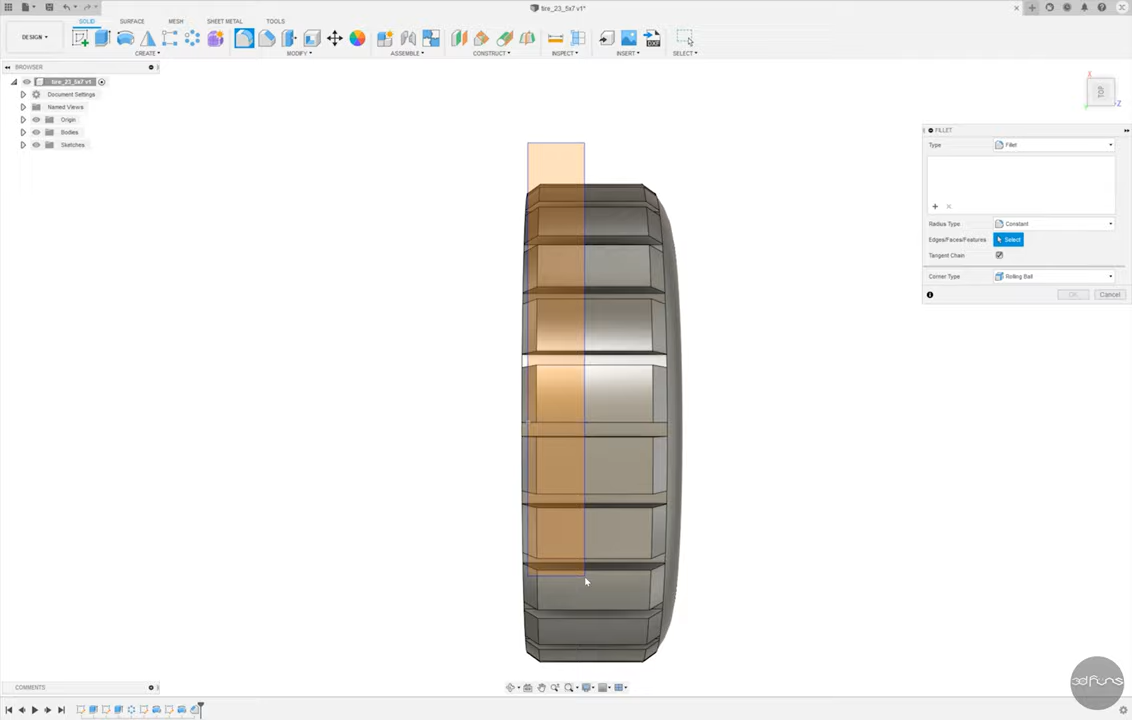 tire_23_5x7 v1*
SOLID
SURFACE
MESH
SHEET METAL
TOOLS
DESIGN
CREATE
MODIFY
ASSEMBLE
CONSTRUCT
INSPECT
INSERT
SELECT
DXF
BROWSER
tire_23_5x7 v1
Document Settings
Named Views
Origin
Bodies
Sketches
TOP
X
Z
FILLET
Type
Fillet
Radius Type
Constant
Edges/Faces/Features
Select
Tangent Chain
Corner Type
Rolling Ball
OK
Cancel
COMMENTS
3dfuns